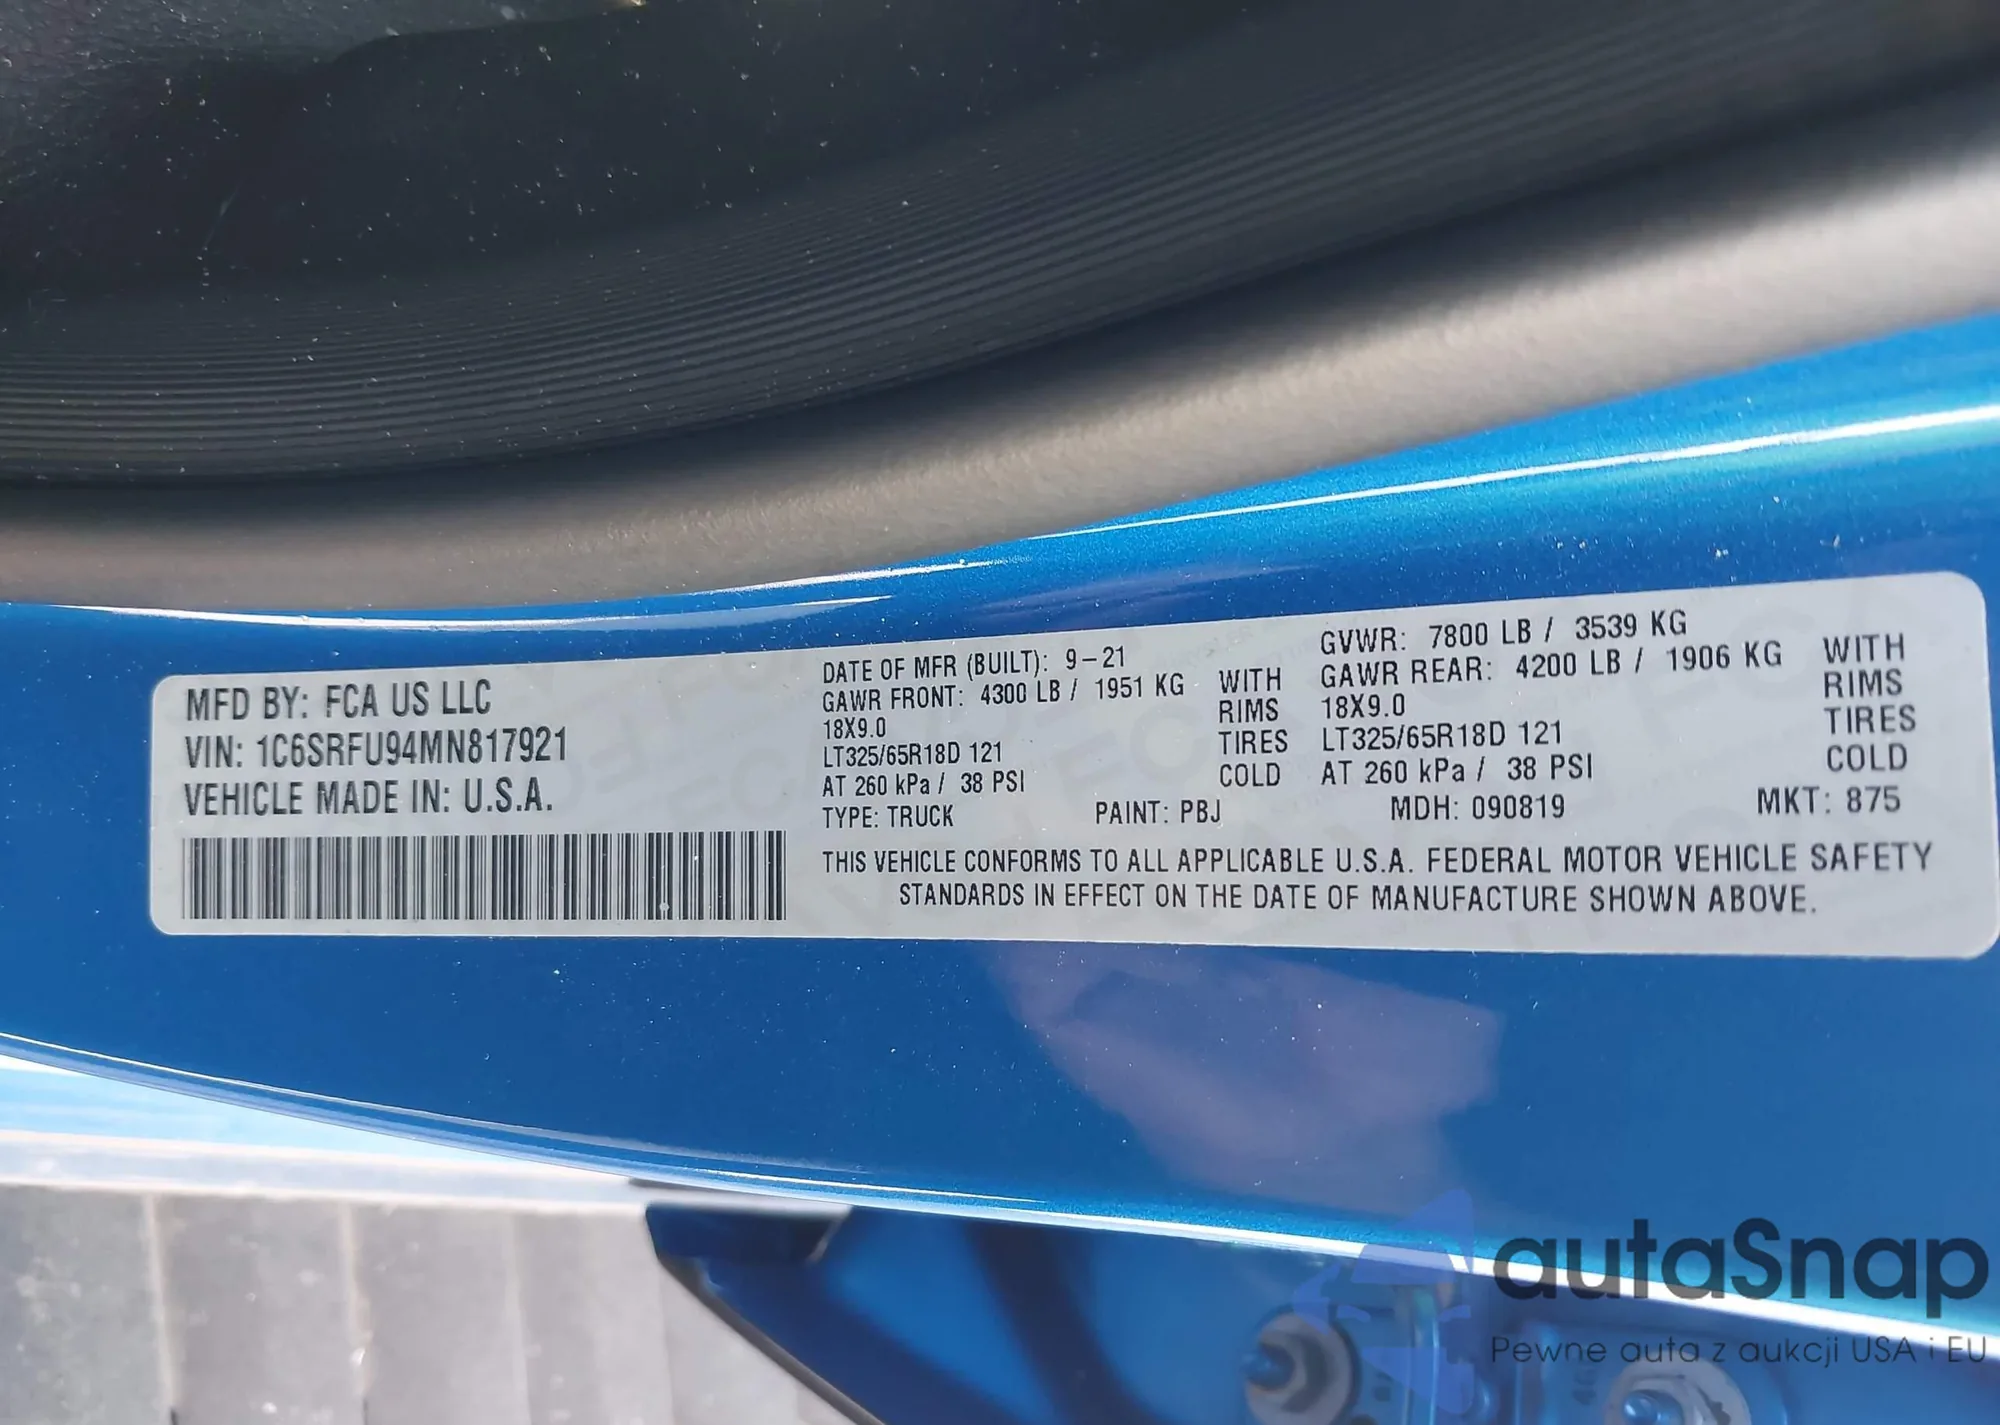 MFD BY: FCA US LLC
VIN: 1C6SRFU94MN817921
VEHICLE MADE IN: U.S.A.
DATE OF MFR (BUILT): 9-21
GAWR FRONT: 4300 LB / 1951 KG WITH
18X9.0 RIMS
LT325/65R18D 121 TIRES
AT 260 kPa / 38 PSI COLD
GVWR: 7800 LB / 3539 KG
GAWR REAR: 4200 LB / 1906 KG WITH
18X9.0 RIMS
LT325/65R18D 121 TIRES
AT 260 kPa / 38 PSI COLD
TYPE: TRUCK PAINT: PBJ MDH: 090819 MKT: 875
THIS VEHICLE CONFORMS TO ALL APPLICABLE U.S.A. FEDERAL MOTOR VEHICLE SAFETY
STANDARDS IN EFFECT ON THE DATE OF MANUFACTURE SHOWN ABOVE.
autaSnap
Pewne auta z aukcji USA i EU